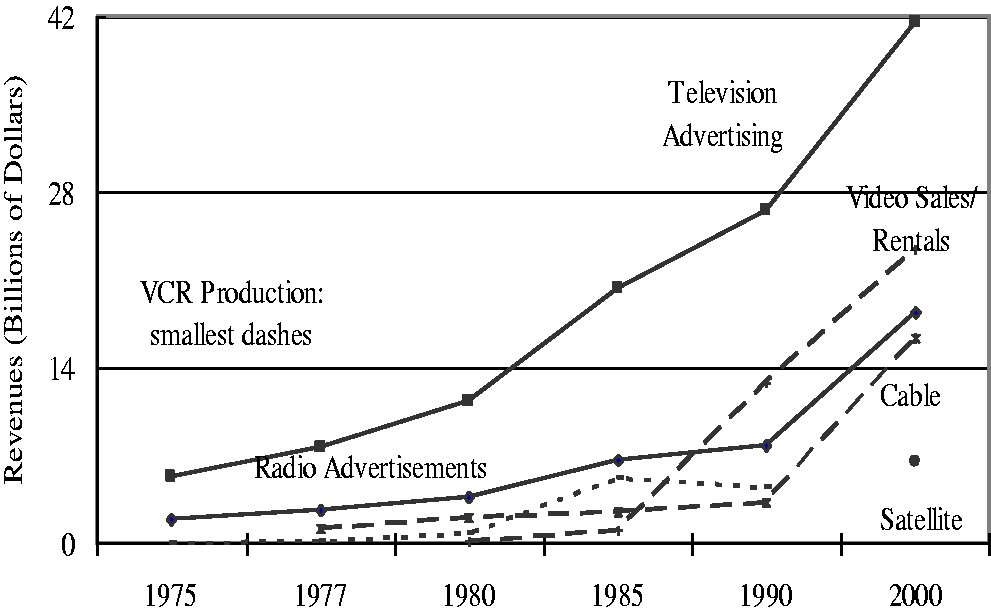 Revenues (Billions of Dollars)
42
28
14
0
Television
Advertising
Video Sales/
Rentals
VCR Production:
smallest dashes
Cable
Radio Advertisements
Satellite
1975 1977 1980 1985 1990 2000